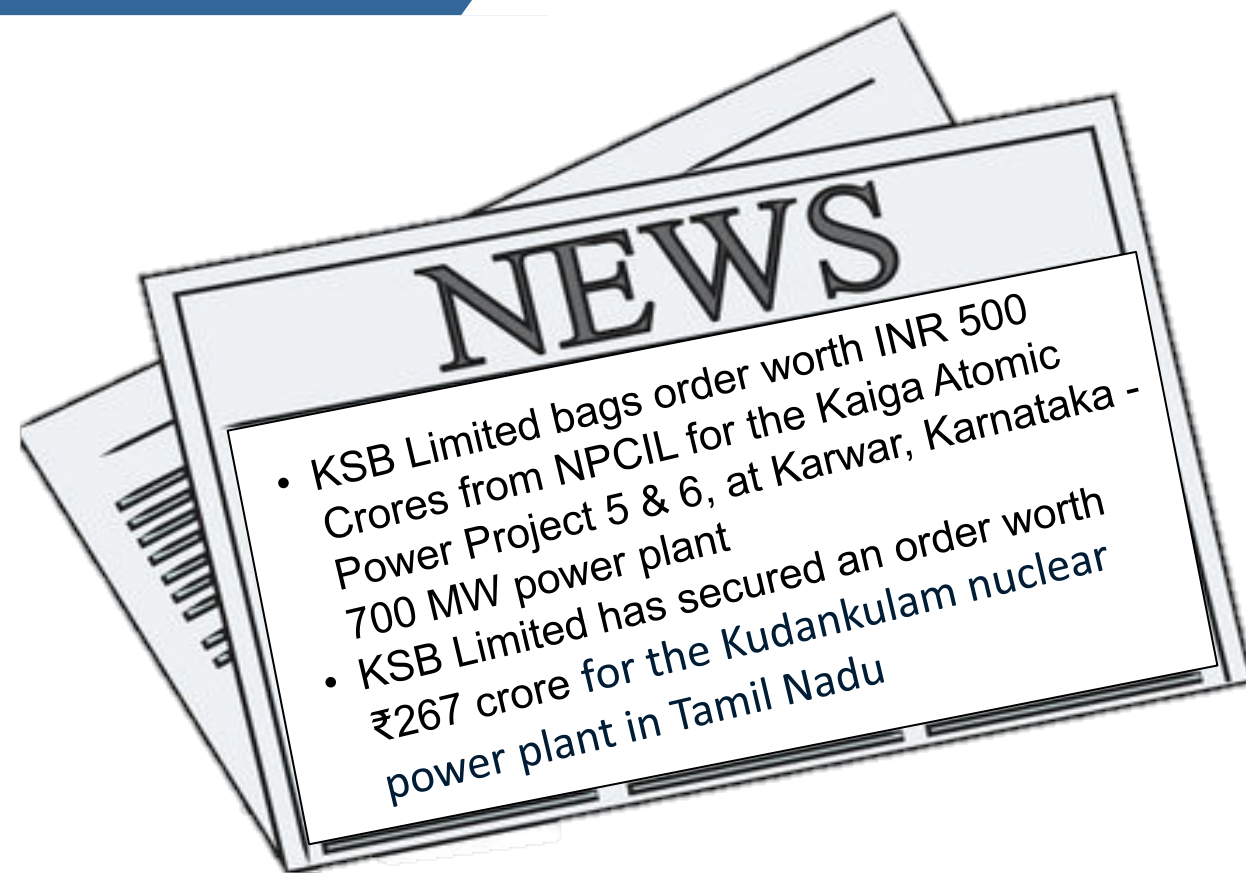 NEWS
• KSB Limited bags order worth INR 500
Crores from NPCIL for the Kaiga Atomic
Power Project 5 & 6, at Karwar, Karnataka -
700 MW power plant
• KSB Limited has secured an order worth
₹267 crore for the Kudankulam nuclear
power plant in Tamil Nadu